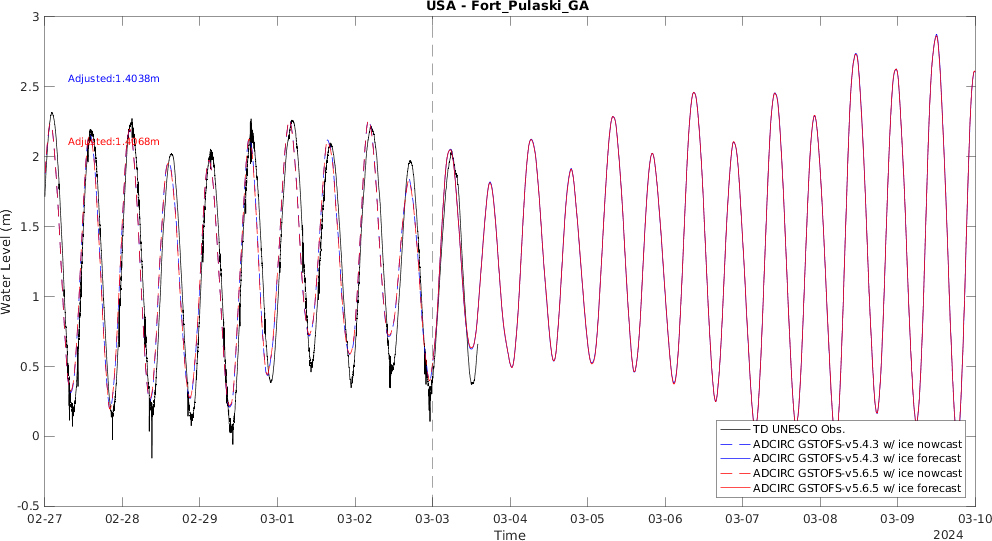 USA - Fort_Pulaski_GA
3
2.5
2
1.5
1
0.5
0
-0.5
Water Level (m)
Adjusted:1.4038m
Adjusted:1.4068m
TD UNESCO Obs.
ADCIRC GSTOFS-v5.4.3 w/ ice nowcast
ADCIRC GSTOFS-v5.4.3 w/ ice forecast
ADCIRC GSTOFS-v5.6.5 w/ ice nowcast
ADCIRC GSTOFS-v5.6.5 w/ ice forecast
02-27 02-28 02-29 03-01 03-02 03-03 03-04 03-05 03-06 03-07 03-08 03-09 03-10
Time
2024